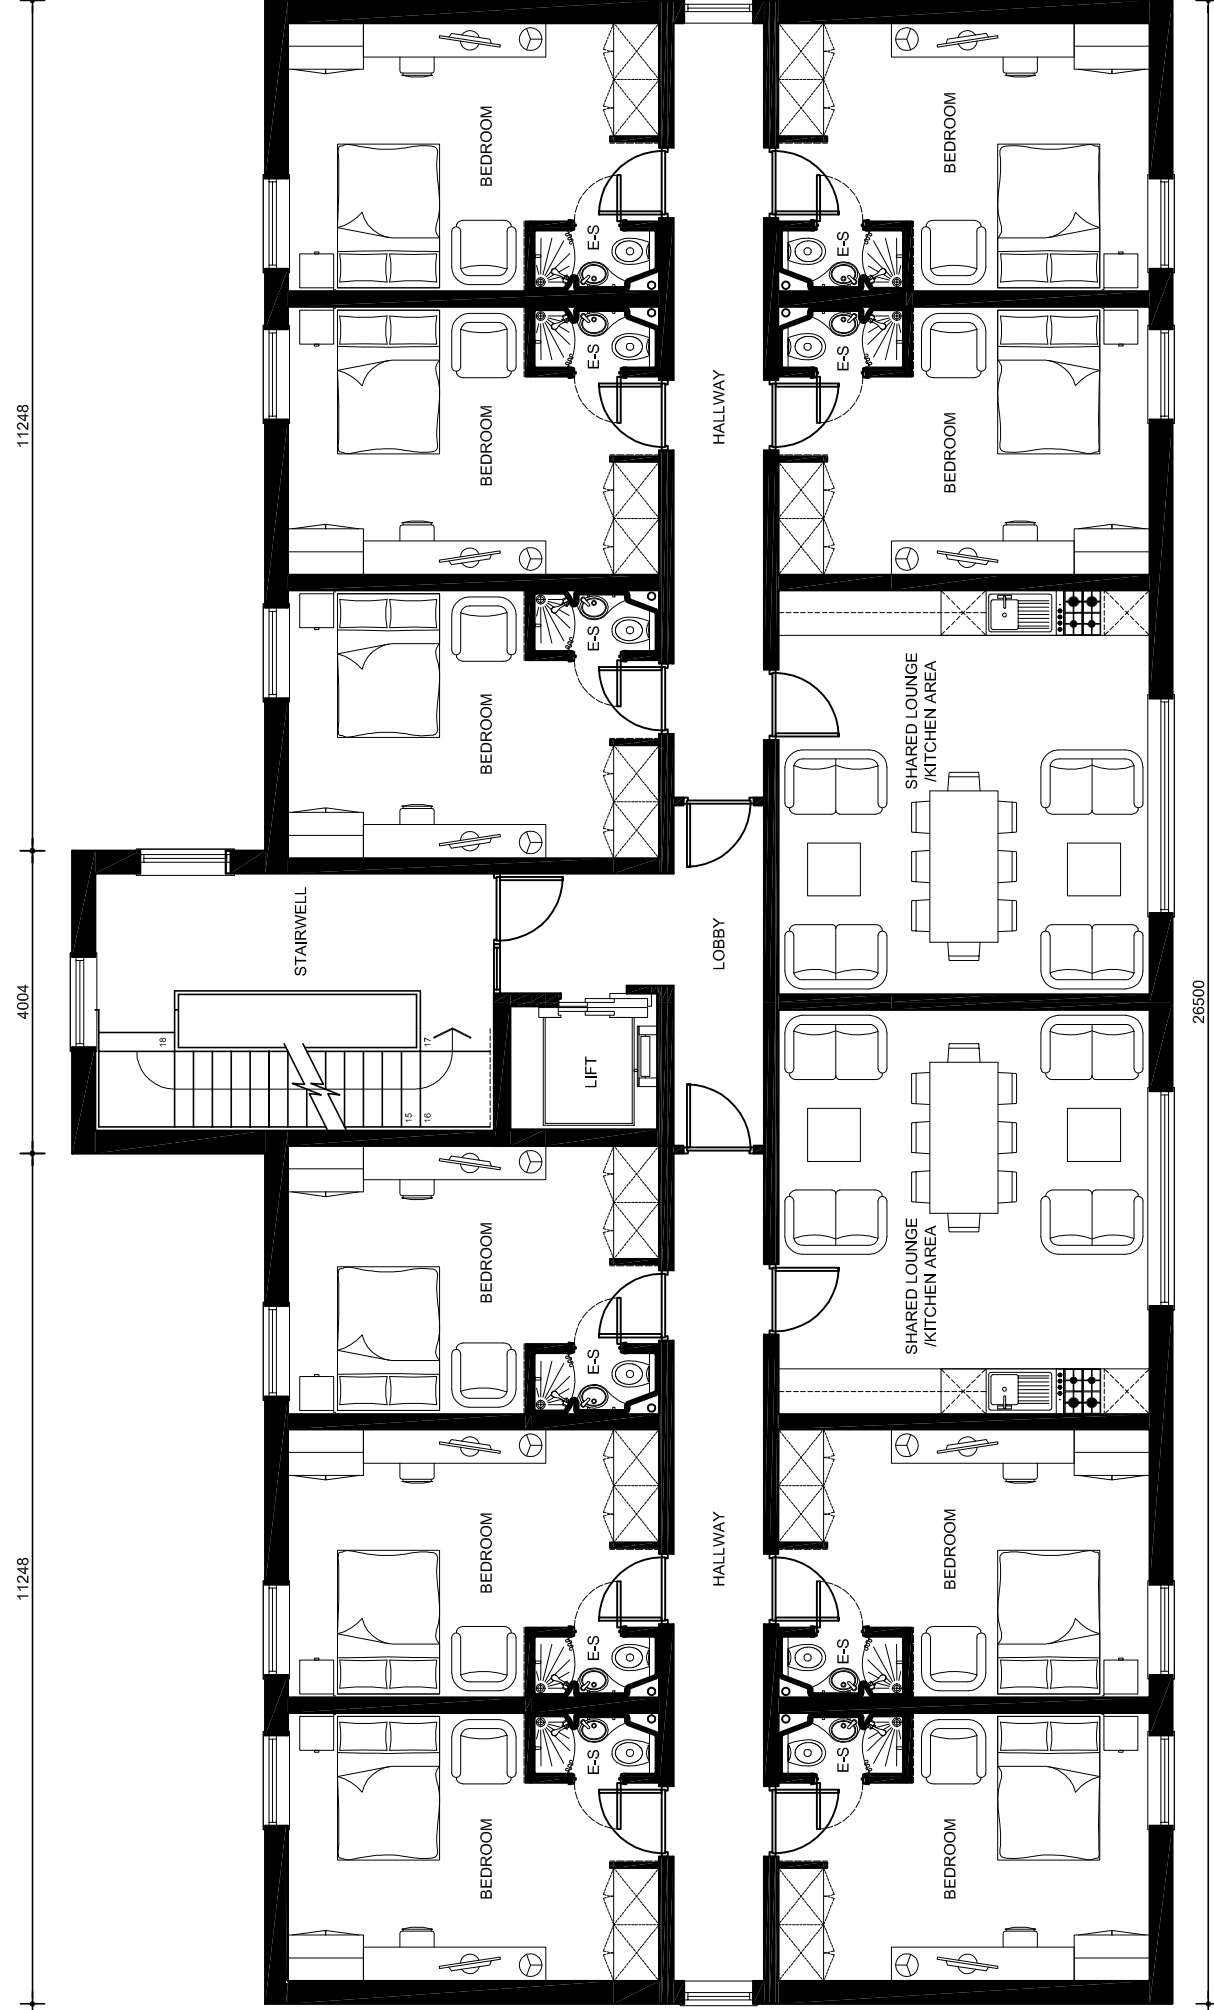 BEDROOM
BEDROOM
E-S
E-S
E-S
E-S
HALLWAY
11248
BEDROOM
BEDROOM
E-S
BEDROOM
SHARED LOUNGE
/KITCHEN AREA
STAIRWELL
LOBBY
4004
26500
18
17
LIFT
15
16
BEDROOM
SHARED LOUNGE
/KITCHEN AREA
E-S
11248
BEDROOM
HALLWAY
BEDROOM
E-S
E-S
E-S
E-S
BEDROOM
BEDROOM